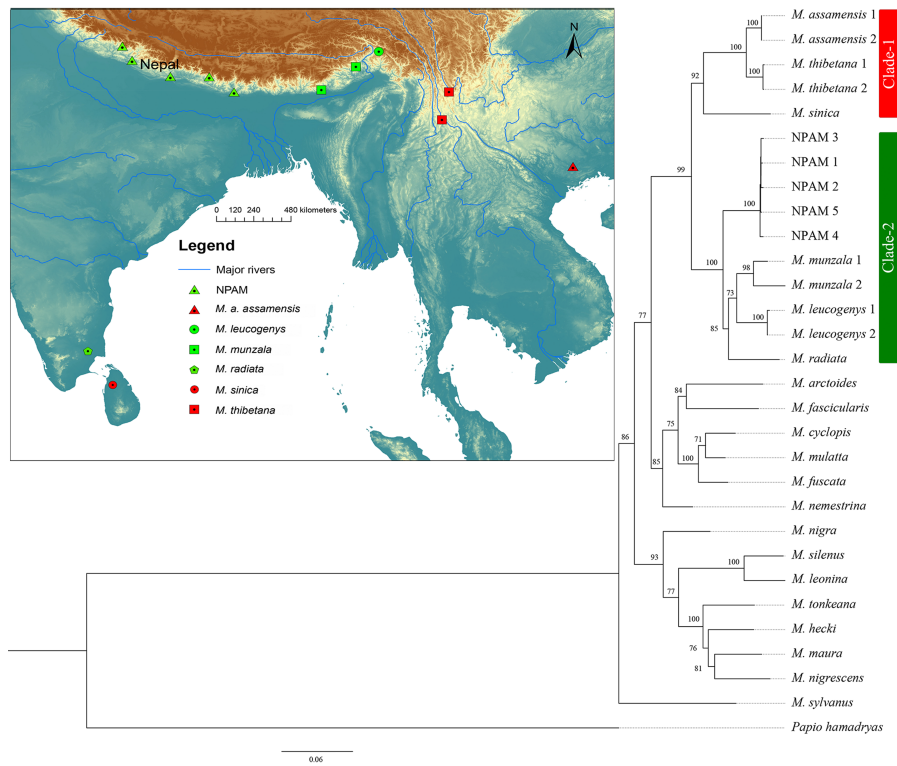 N
Nepal
0 120 240 480 kilometers
Legend
Major rivers
NPAM
M. a. assamensis
M. leucogenys
M. munzala
M. radiata
M. sinica
M. thibetana
M. assamensis 1
100
M. assamensis 2
100
M. thibetana 1
100
M. thibetana 2
92
M. sinica
Clade-1
NPAM 3
NPAM 1
99
NPAM 2
100
NPAM 5
NPAM 4
100
M. munzala 1
98
M. munzala 2
73
M. leucogenys 1
100
M. leucogenys 2
85
M. radiata
Clade-2
77
M. arctoides
84
M. fascicularis
75
M. cyclopis
71
M. mulatta
100
85
M. fuscata
M. nemestrina
86
M. nigra
93
M. silenus
100
M. leonina
77
M. tonkeana
100
M. hecki
76
M. maura
81
M. nigrescens
M. sylvanus
Papio hamadryas
0.06